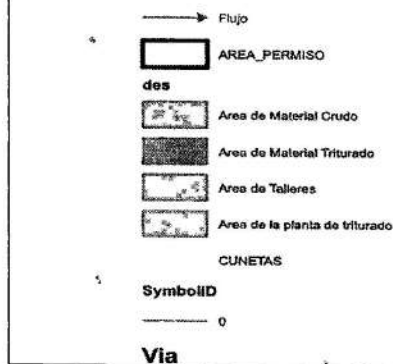 Flujo
AREA_PERMISO
des
Area de Material Crudo
Area de Material Triturado
Area de Talleres
Area de la planta de triturado
CUNETAS
SymbolID
0
Via